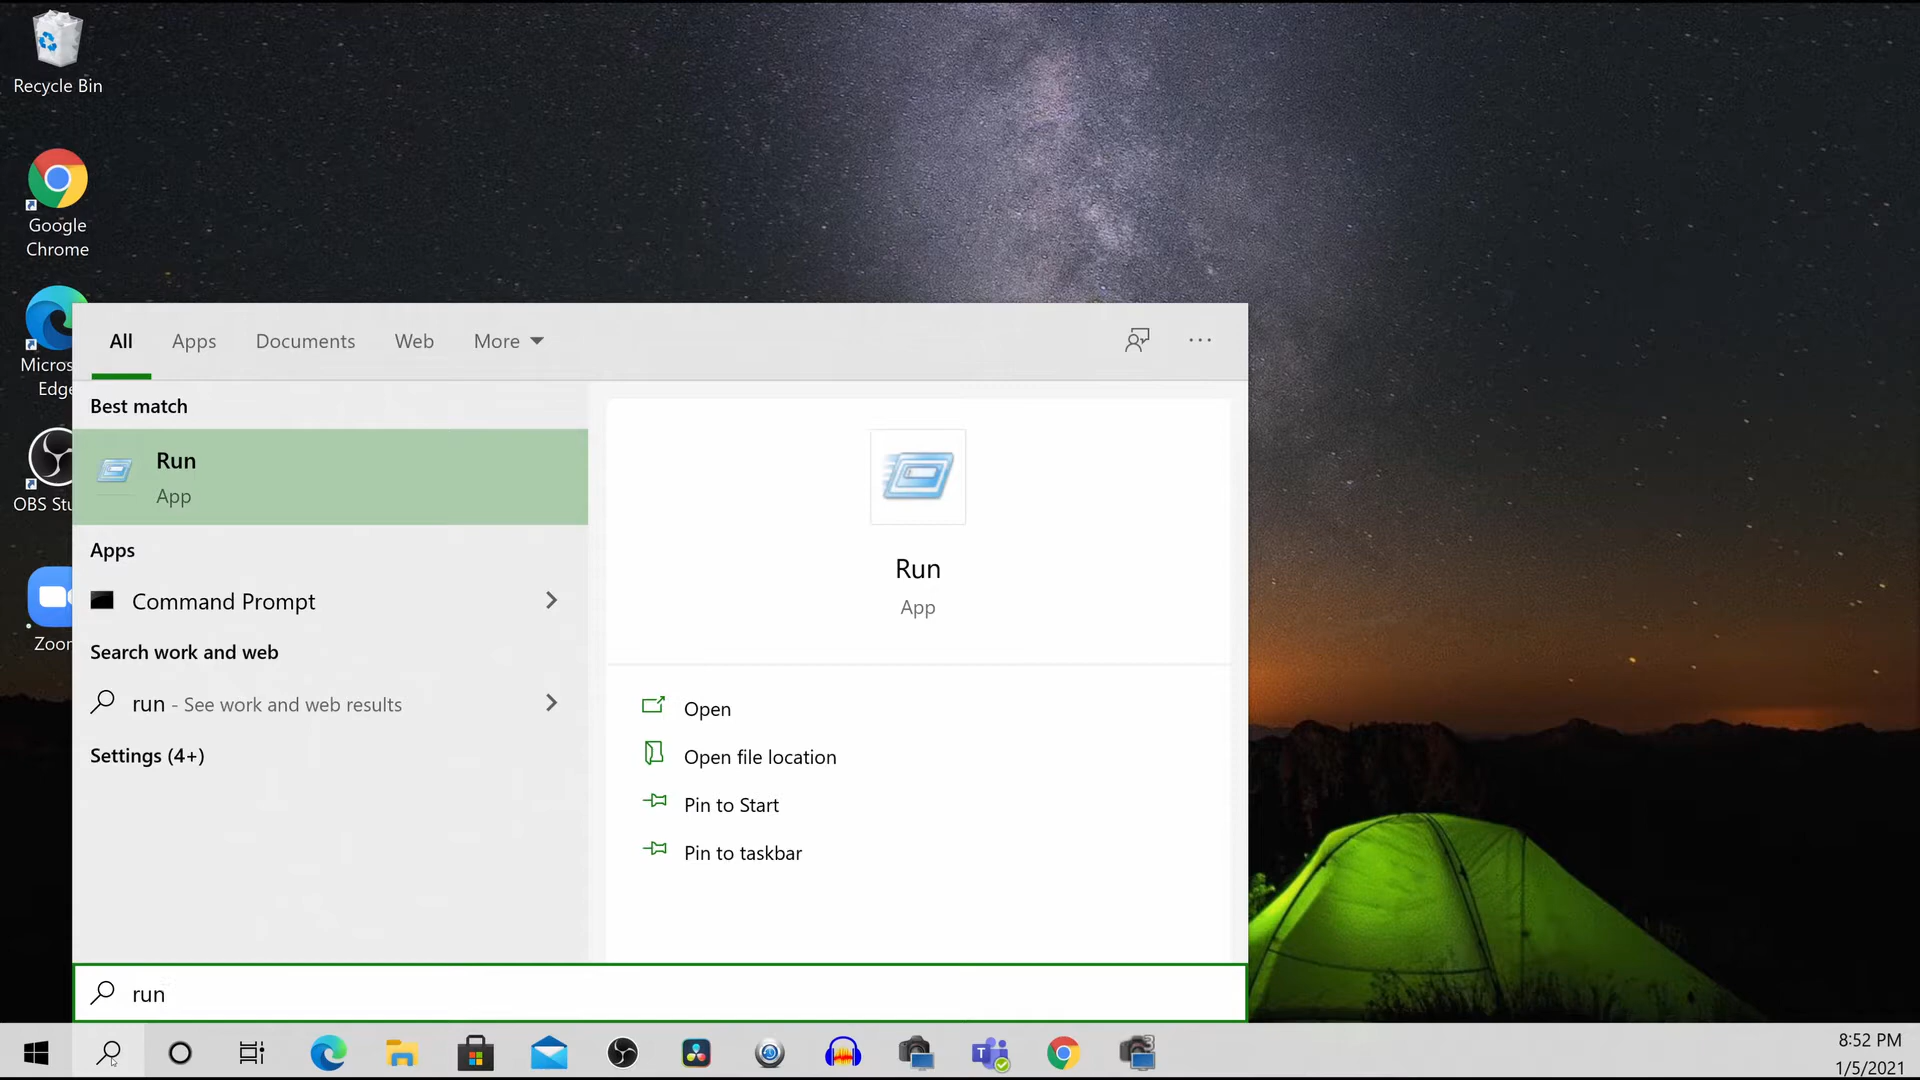 Recycle Bin
Google
Chrome
Micros
Edge
OBS Stu
Zoor
All
Apps
Documents
Web
More
Best match
Run
App
Apps
Command Prompt
Search work and web
run - See work and web results
Settings (4+)
Run
App
Open
Open file location
Pin to Start
Pin to taskbar
run
8:52 PM
1/5/2021